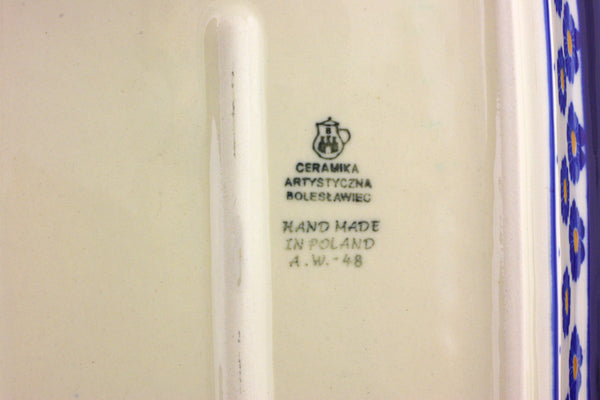 B
CERAMIKA
ARTYSTYCZNA
BOLESŁAWIEC
HAND MADE
IN POLAND
A.W.-48